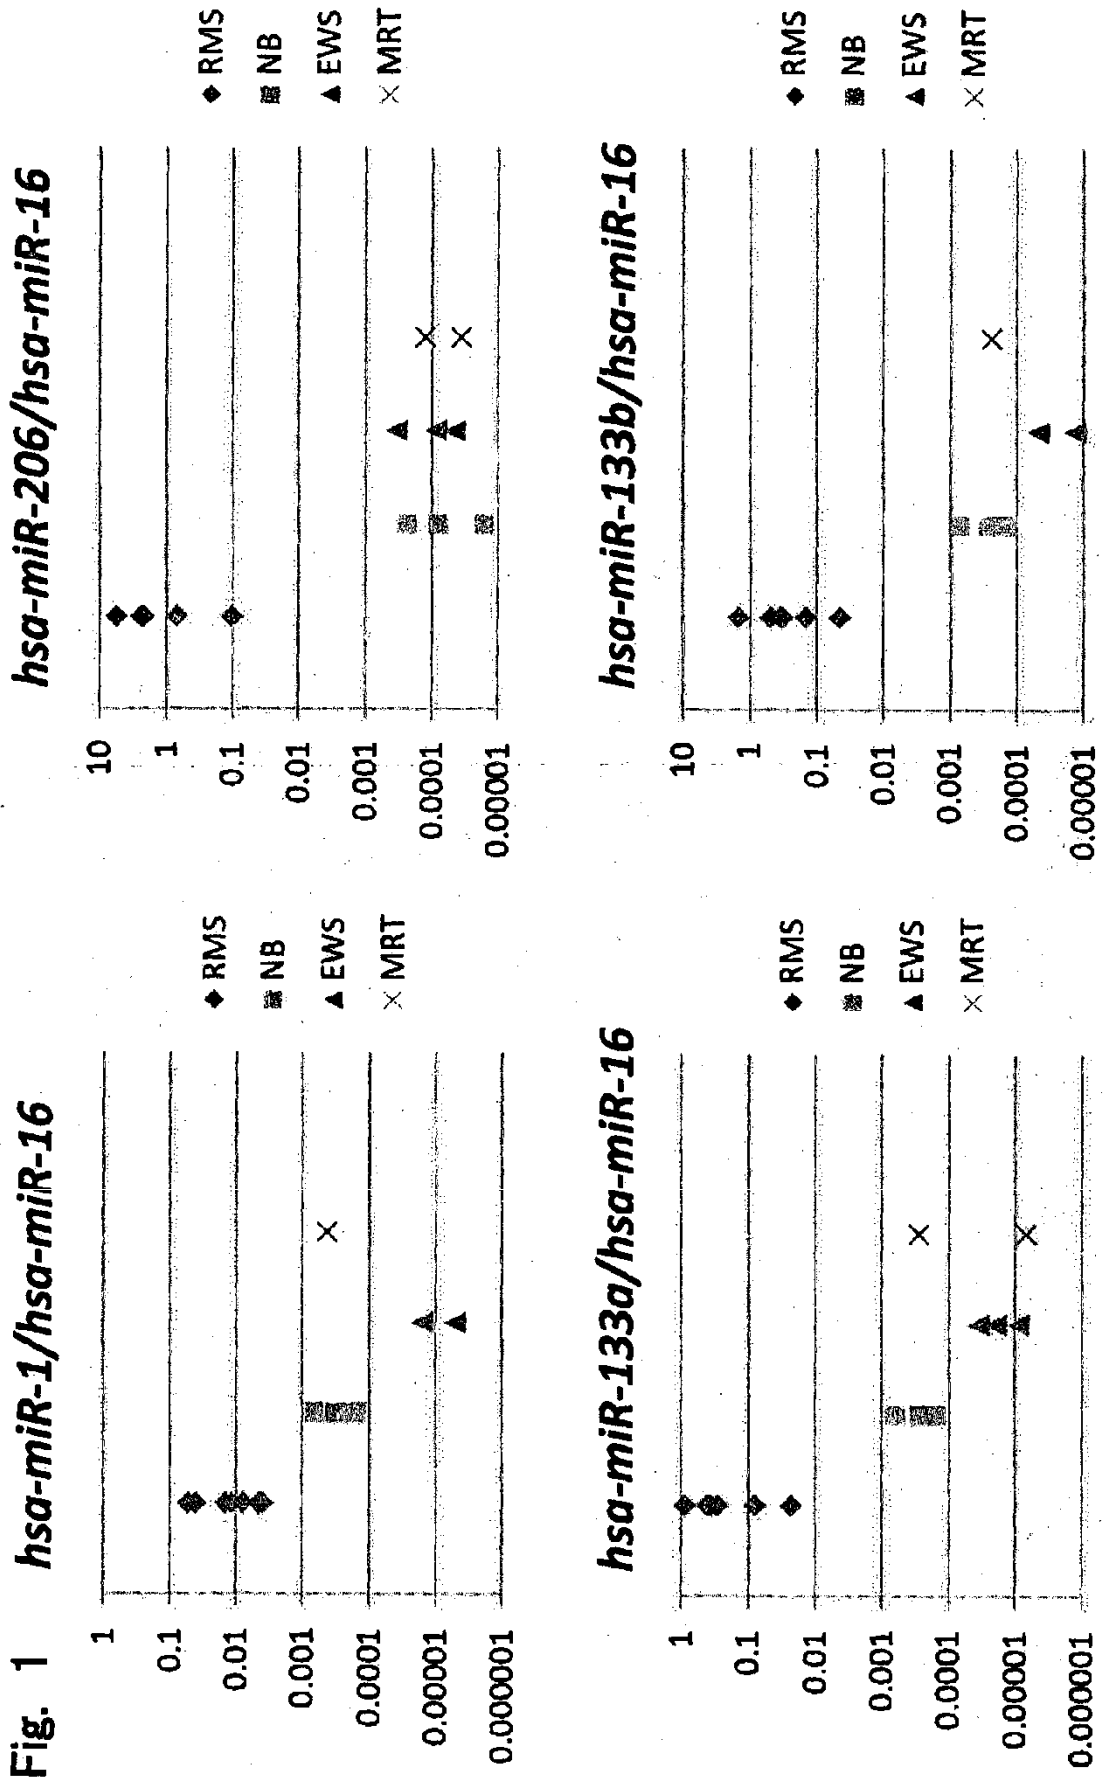 Fig. 1
hsa-miR-1/hsa-miR-16
1
0.1
0.01
0.001
0.0001
0.00001
0.000001
RMS
NB
EWS
MRT
hsa-miR-206/hsa-miR-16
10
1
0.1
0.01
0.001
0.0001
0.00001
RMS
NB
EWS
MRT
hsa-miR-133a/hsa-miR-16
1
0.1
0.01
0.001
0.0001
0.00001
0.000001
RMS
NB
EWS
MRT
hsa-miR-133b/hsa-miR-16
10
1
0.1
0.01
0.001
0.0001
0.00001
RMS
NB
EWS
MRT